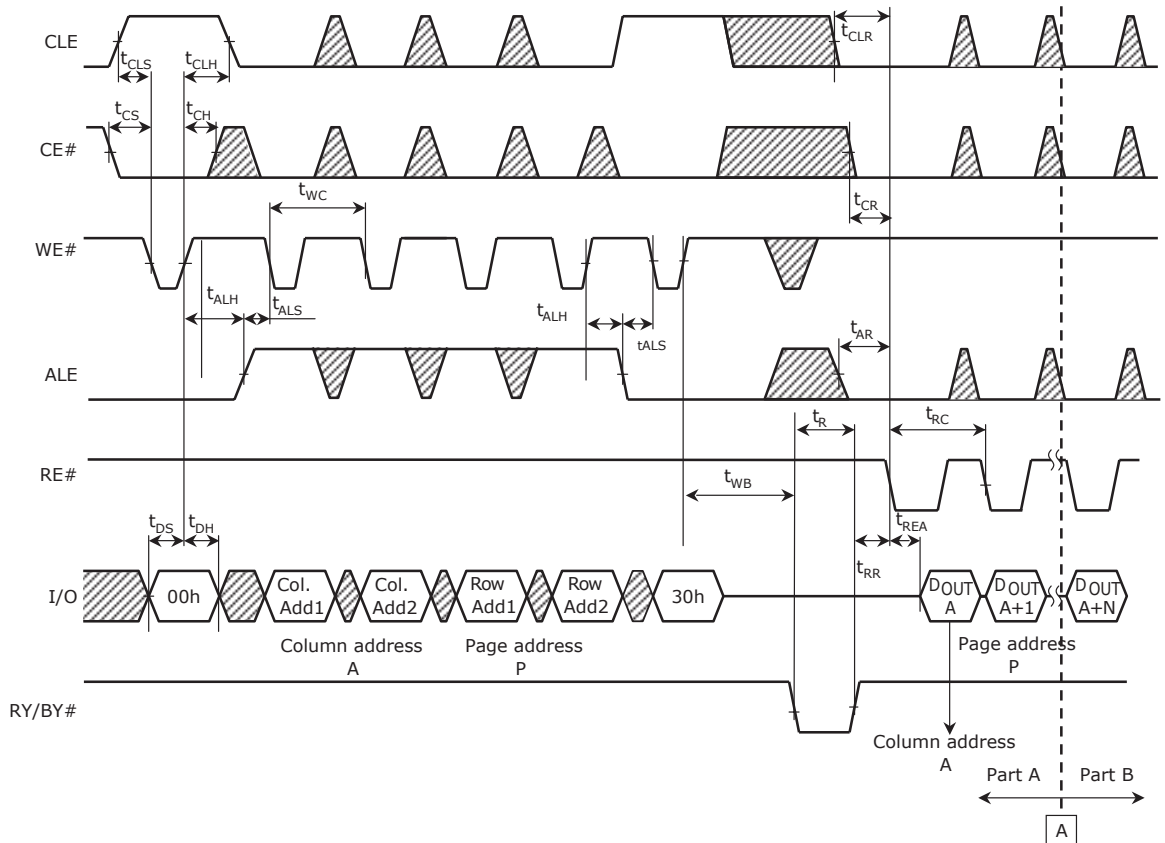 CLE
tCLS
tCLH
tCLR
CE#
tCS
tCH
tCR
WE#
tWC
tALH
tALS
tALH
tALS
ALE
tAR
RE#
tR
tRC
tWB
tDS
tDH
tREA
tRR
I/O
00h
Col.
Add1
Col.
Add2
Row
Add1
Row
Add2
30h
DOUT
A
DOUT
A+1
DOUT
A+N
Column address
A
Page address
P
Page address
P
RY/BY#
Column address
A
Part A
Part B
A